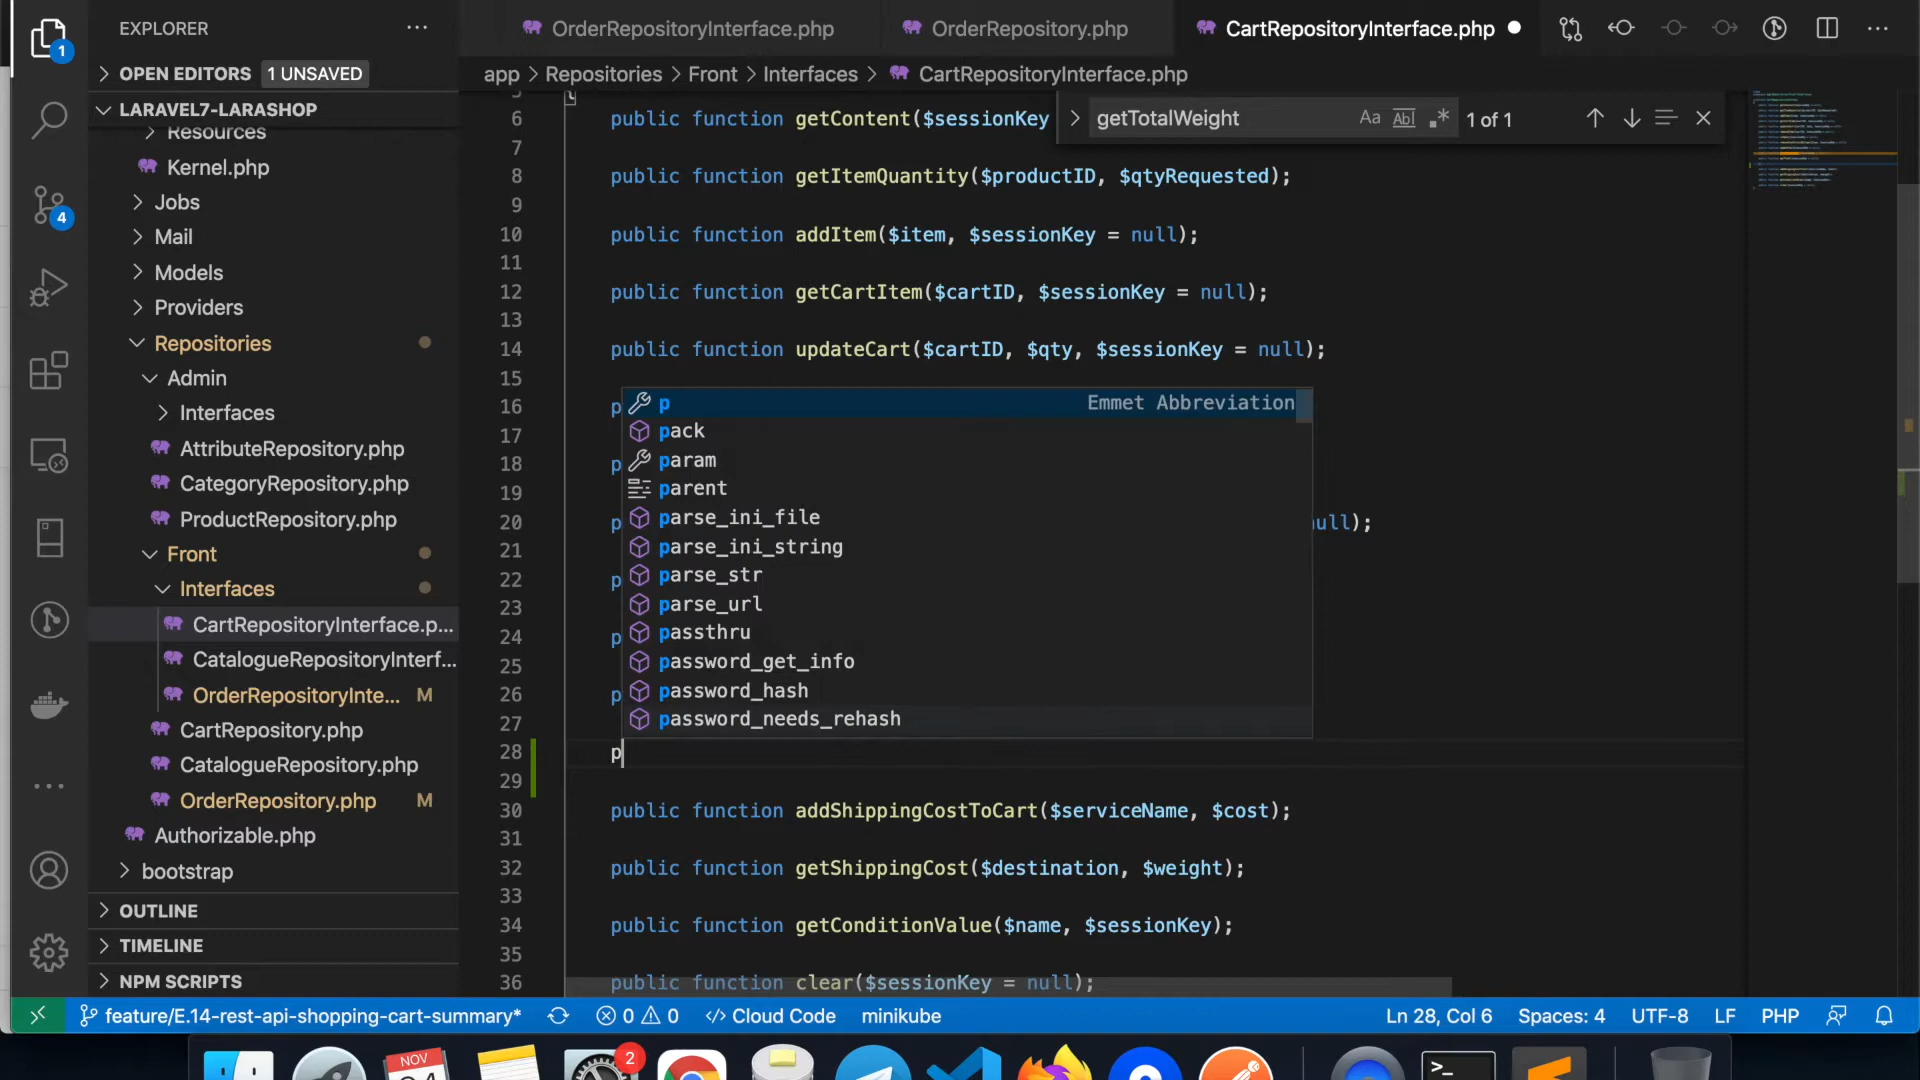 EXPLORER
OrderRepositoryInterface.php
OrderRepository.php
CartRepositoryInterface.php
OPEN EDITORS 1 UNSAVED
app > Repositories > Front > Interfaces > CartRepositoryInterface.php
LARAVEL7-LARASHOP
Resources
Kernel.php
Jobs
Mail
Models
Providers
Repositories
Admin
Interfaces
AttributeRepository.php
CategoryRepository.php
ProductRepository.php
Front
Interfaces
CartRepositoryInterface.p...
CatalogueRepositoryInterf...
OrderRepositoryInte... M
CartRepository.php
CatalogueRepository.php
OrderRepository.php M
Authorizable.php
bootstrap
OUTLINE
TIMELINE
NPM SCRIPTS
1
4
getTotalWeight Aa Abl .* 1 of 1
5
6 public function getContent($sessionKey
7
8 public function getItemQuantity($productID, $qtyRequested);
9
10 public function addItem($item, $sessionKey = null);
11
12 public function getCartItem($cartID, $sessionKey = null);
13
14 public function updateCart($cartID, $qty, $sessionKey = null);
15
16 p
17
18 p
19
20 p ull);
21
22 p
23
24 p
25
26 p
27
28 p
29
30 public function addShippingCostToCart($serviceName, $cost);
31
32 public function getShippingCost($destination, $weight);
33
34 public function getConditionValue($name, $sessionKey);
35
36 public function clear($sessionKey = null);
p Emmet Abbreviation
pack
param
parent
parse_ini_file
parse_ini_string
parse_str
parse_url
passthru
password_get_info
password_hash
password_needs_rehash
feature/E.14-rest-api-shopping-cart-summary* 0 0 Cloud Code minikube Ln 28, Col 6 Spaces: 4 UTF-8 LF PHP
NOV
2
>_